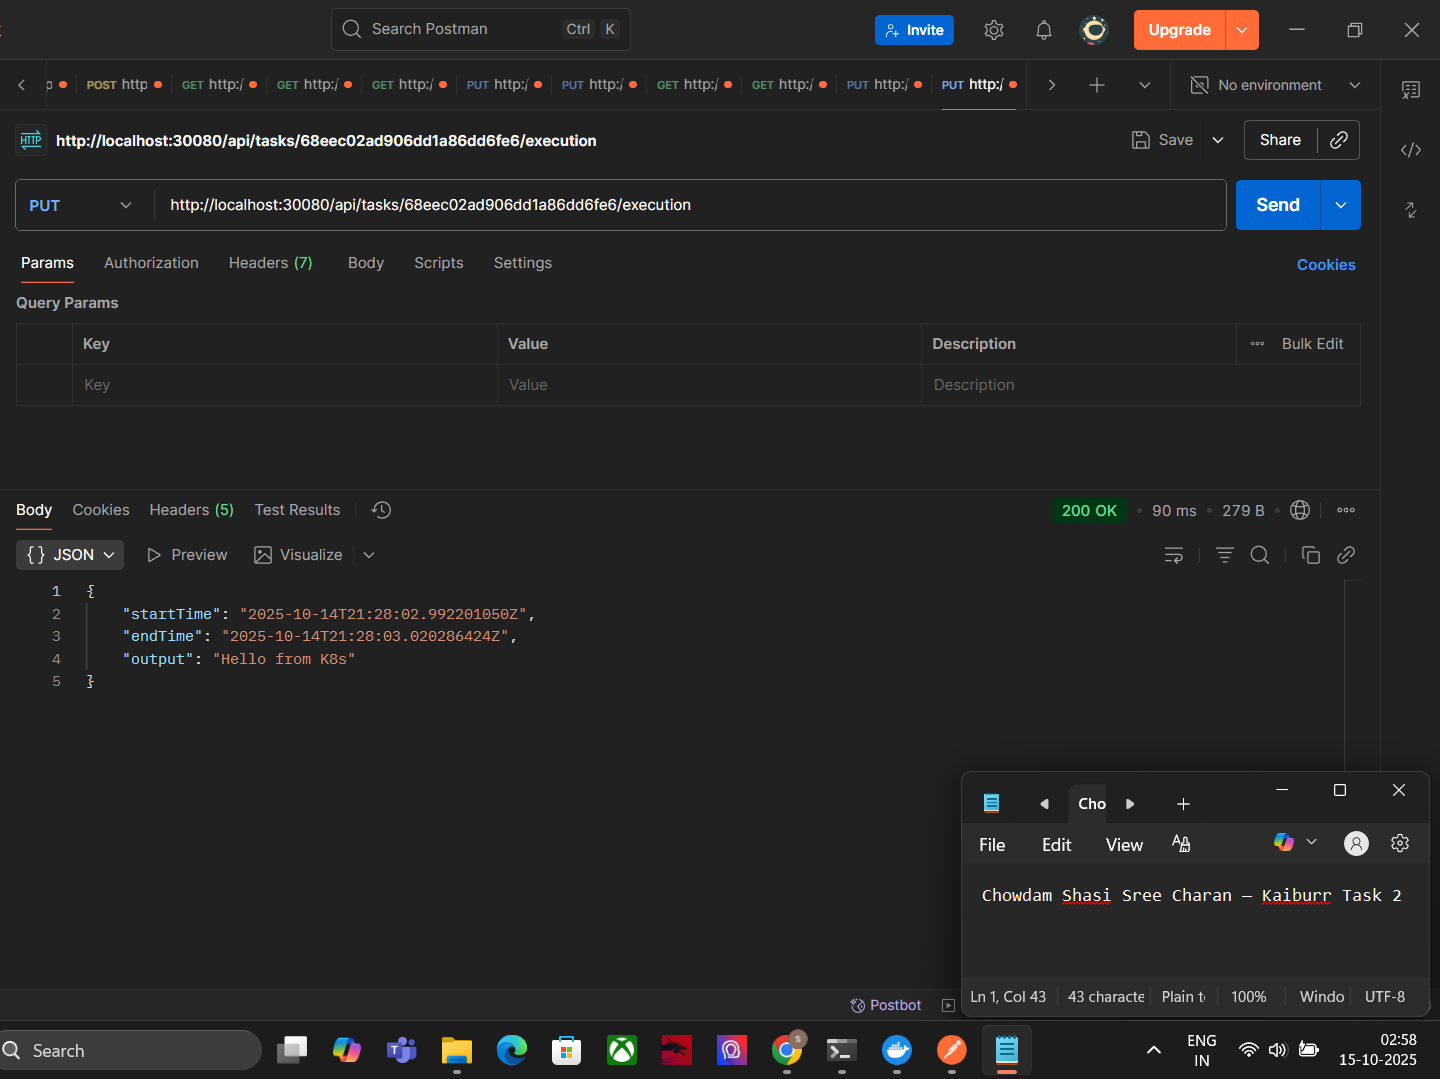 Search Postman
Ctrl K
Invite
Upgrade
POST http
GET http:/
GET http:/
GET http:/
PUT http:/
PUT http:/
GET http:/
GET http:/
PUT http:/
PUT http:/
No environment
HTTP http://localhost:30080/api/tasks/68eec02ad906dd1a86dd6fe6/execution
Save
Share
PUT http://localhost:30080/api/tasks/68eec02ad906dd1a86dd6fe6/execution
Send
Params Authorization Headers (7) Body Scripts Settings
Cookies
Query Params
Key Value Description Bulk Edit
Key Value Description
Body Cookies Headers (5) Test Results
200 OK • 90 ms • 279 B
{ } JSON Preview Visualize
1 {
2 "startTime": "2025-10-14T21:28:02.992201050Z",
3 "endTime": "2025-10-14T21:28:03.020286424Z",
4 "output": "Hello from K8s"
5 }
Cho
File Edit View
Chowdam Shasi Sree Charan – Kaiburr Task 2
Ln 1, Col 43 43 characte Plain t 100% Windo UTF-8
Postbot
Search
ENG
IN
02:58
15-10-2025